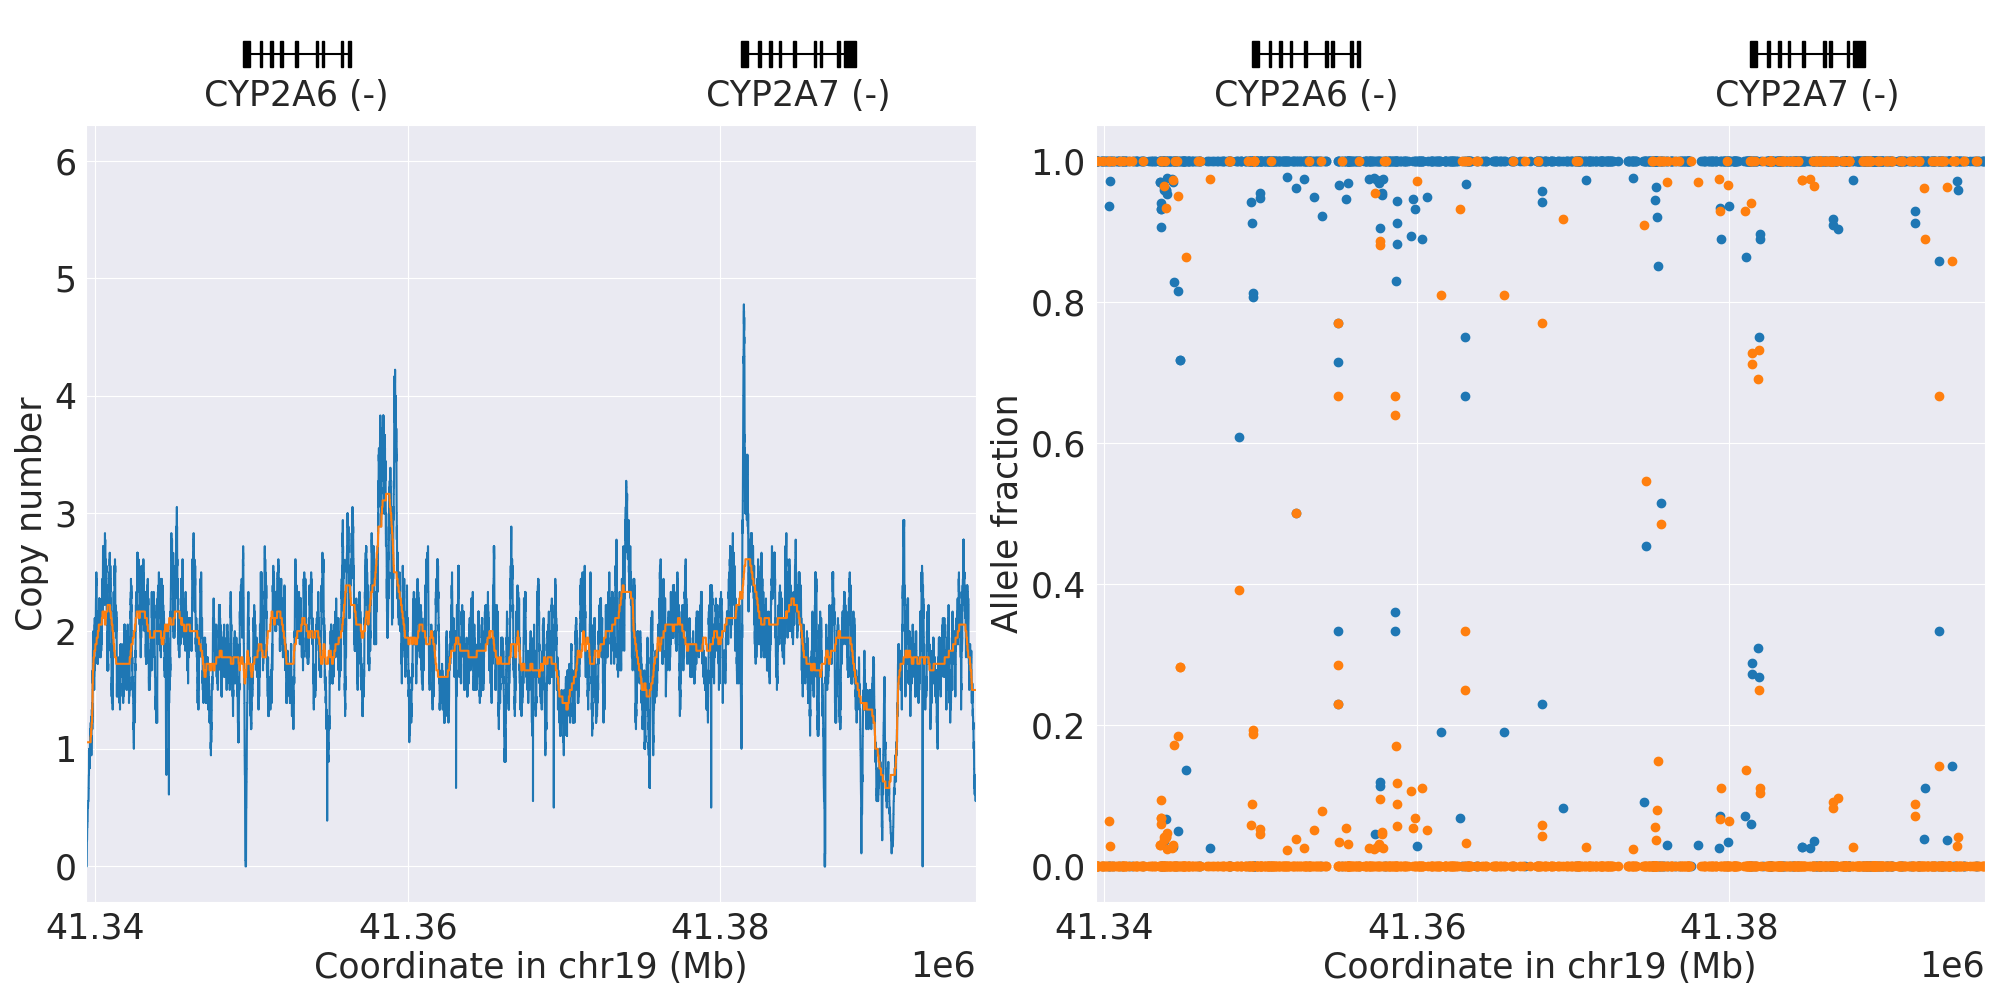 CYP2A6 (-)
CYP2A7 (-)
6
5
4
3
2
1
0
Copy number
41.34
41.36
41.38
Coordinate in chr19 (Mb)
1e6
CYP2A6 (-)
CYP2A7 (-)
1.0
0.8
0.6
0.4
0.2
0.0
Allele fraction
41.34
41.36
41.38
Coordinate in chr19 (Mb)
1e6